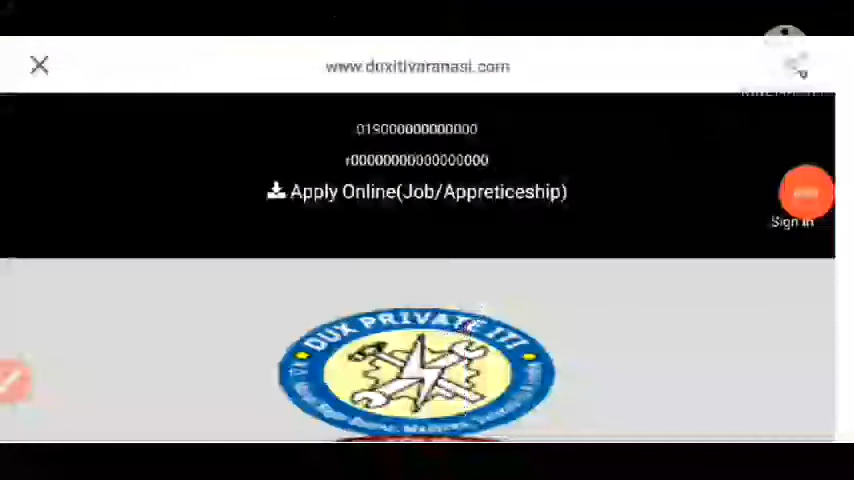 www.duxitivaranasi.com
019000000000000
r00000000000000000
Apply Online(Job/Appreticeship)
Sign In
DUX PRIVATE ITI